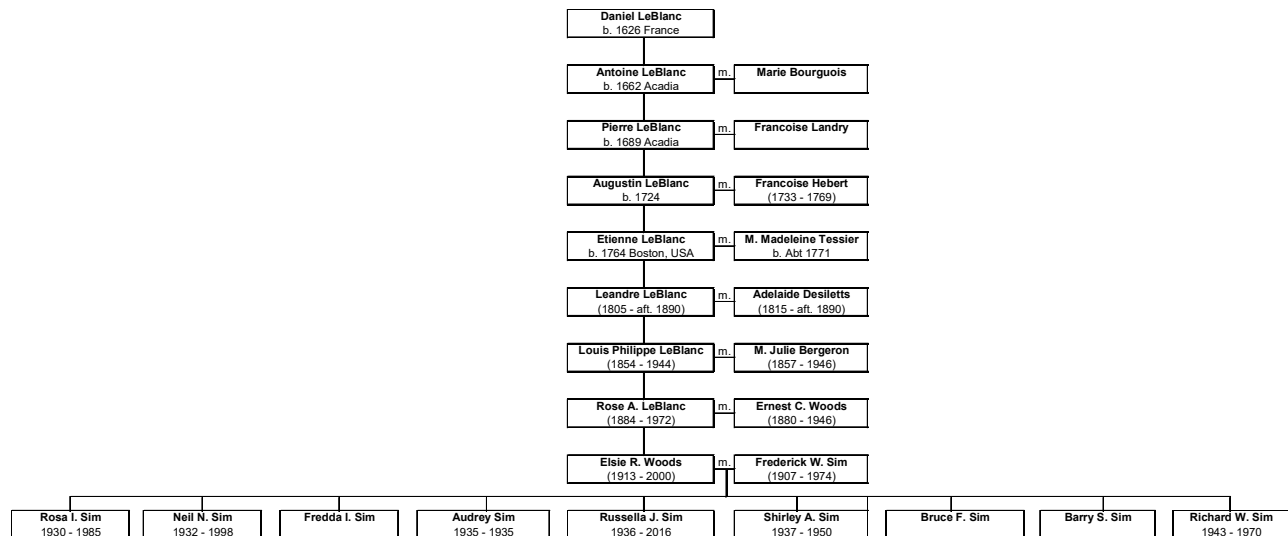 Daniel LeBlanc
b. 1626 France
Antoine LeBlanc
b. 1662 Acadia
m.
Marie Bourguois
Pierre LeBlanc
b. 1689 Acadia
m.
Francoise Landry
Augustin LeBlanc
b. 1724
m.
Francoise Hebert
(1733 - 1769)
Etienne LeBlanc
b. 1764 Boston, USA
m.
M. Madeleine Tessier
b. Abt 1771
Leandre LeBlanc
(1805 - aft. 1890)
m.
Adelaide Desiletts
(1815 - aft. 1890)
Louis Philippe LeBlanc
(1854 - 1944)
m.
M. Julie Bergeron
(1857 - 1946)
Rose A. LeBlanc
(1884 - 1972)
m.
Ernest C. Woods
(1880 - 1946)
Elsie R. Woods
(1913 - 2000)
m.
Frederick W. Sim
(1907 - 1974)
Rosa I. Sim
1930 - 1985
Neil N. Sim
1932 - 1998
Fredda I. Sim
Audrey Sim
1935 - 1935
Russella J. Sim
1936 - 2016
Shirley A. Sim
1937 - 1950
Bruce F. Sim
Barry S. Sim
Richard W. Sim
1943 - 1970